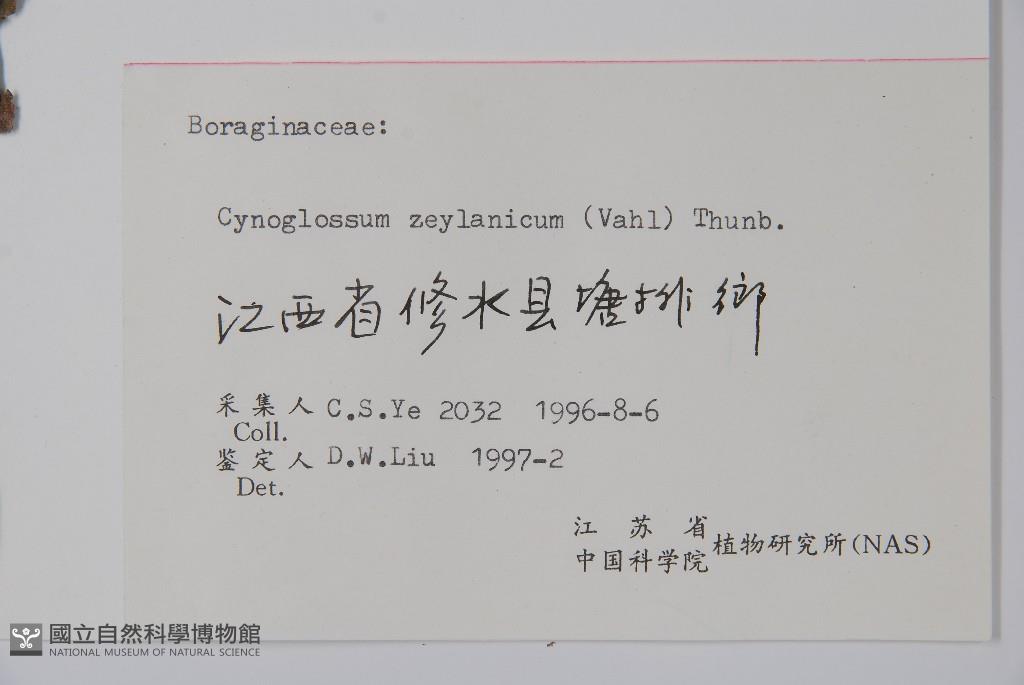 Boraginaceae:
Cynoglossum zeylanicum (Vahl) Thunb.
江西省修水县塘排鄉
采集人 C.S.Ye 2032 1996-8-6
Coll.
鉴定人 D.W.Liu 1997-2
Det.
江苏省
中国科学院 植物研究所(NAS)
國立自然科學博物館
NATIONAL MUSEUM OF NATURAL SCIENCE